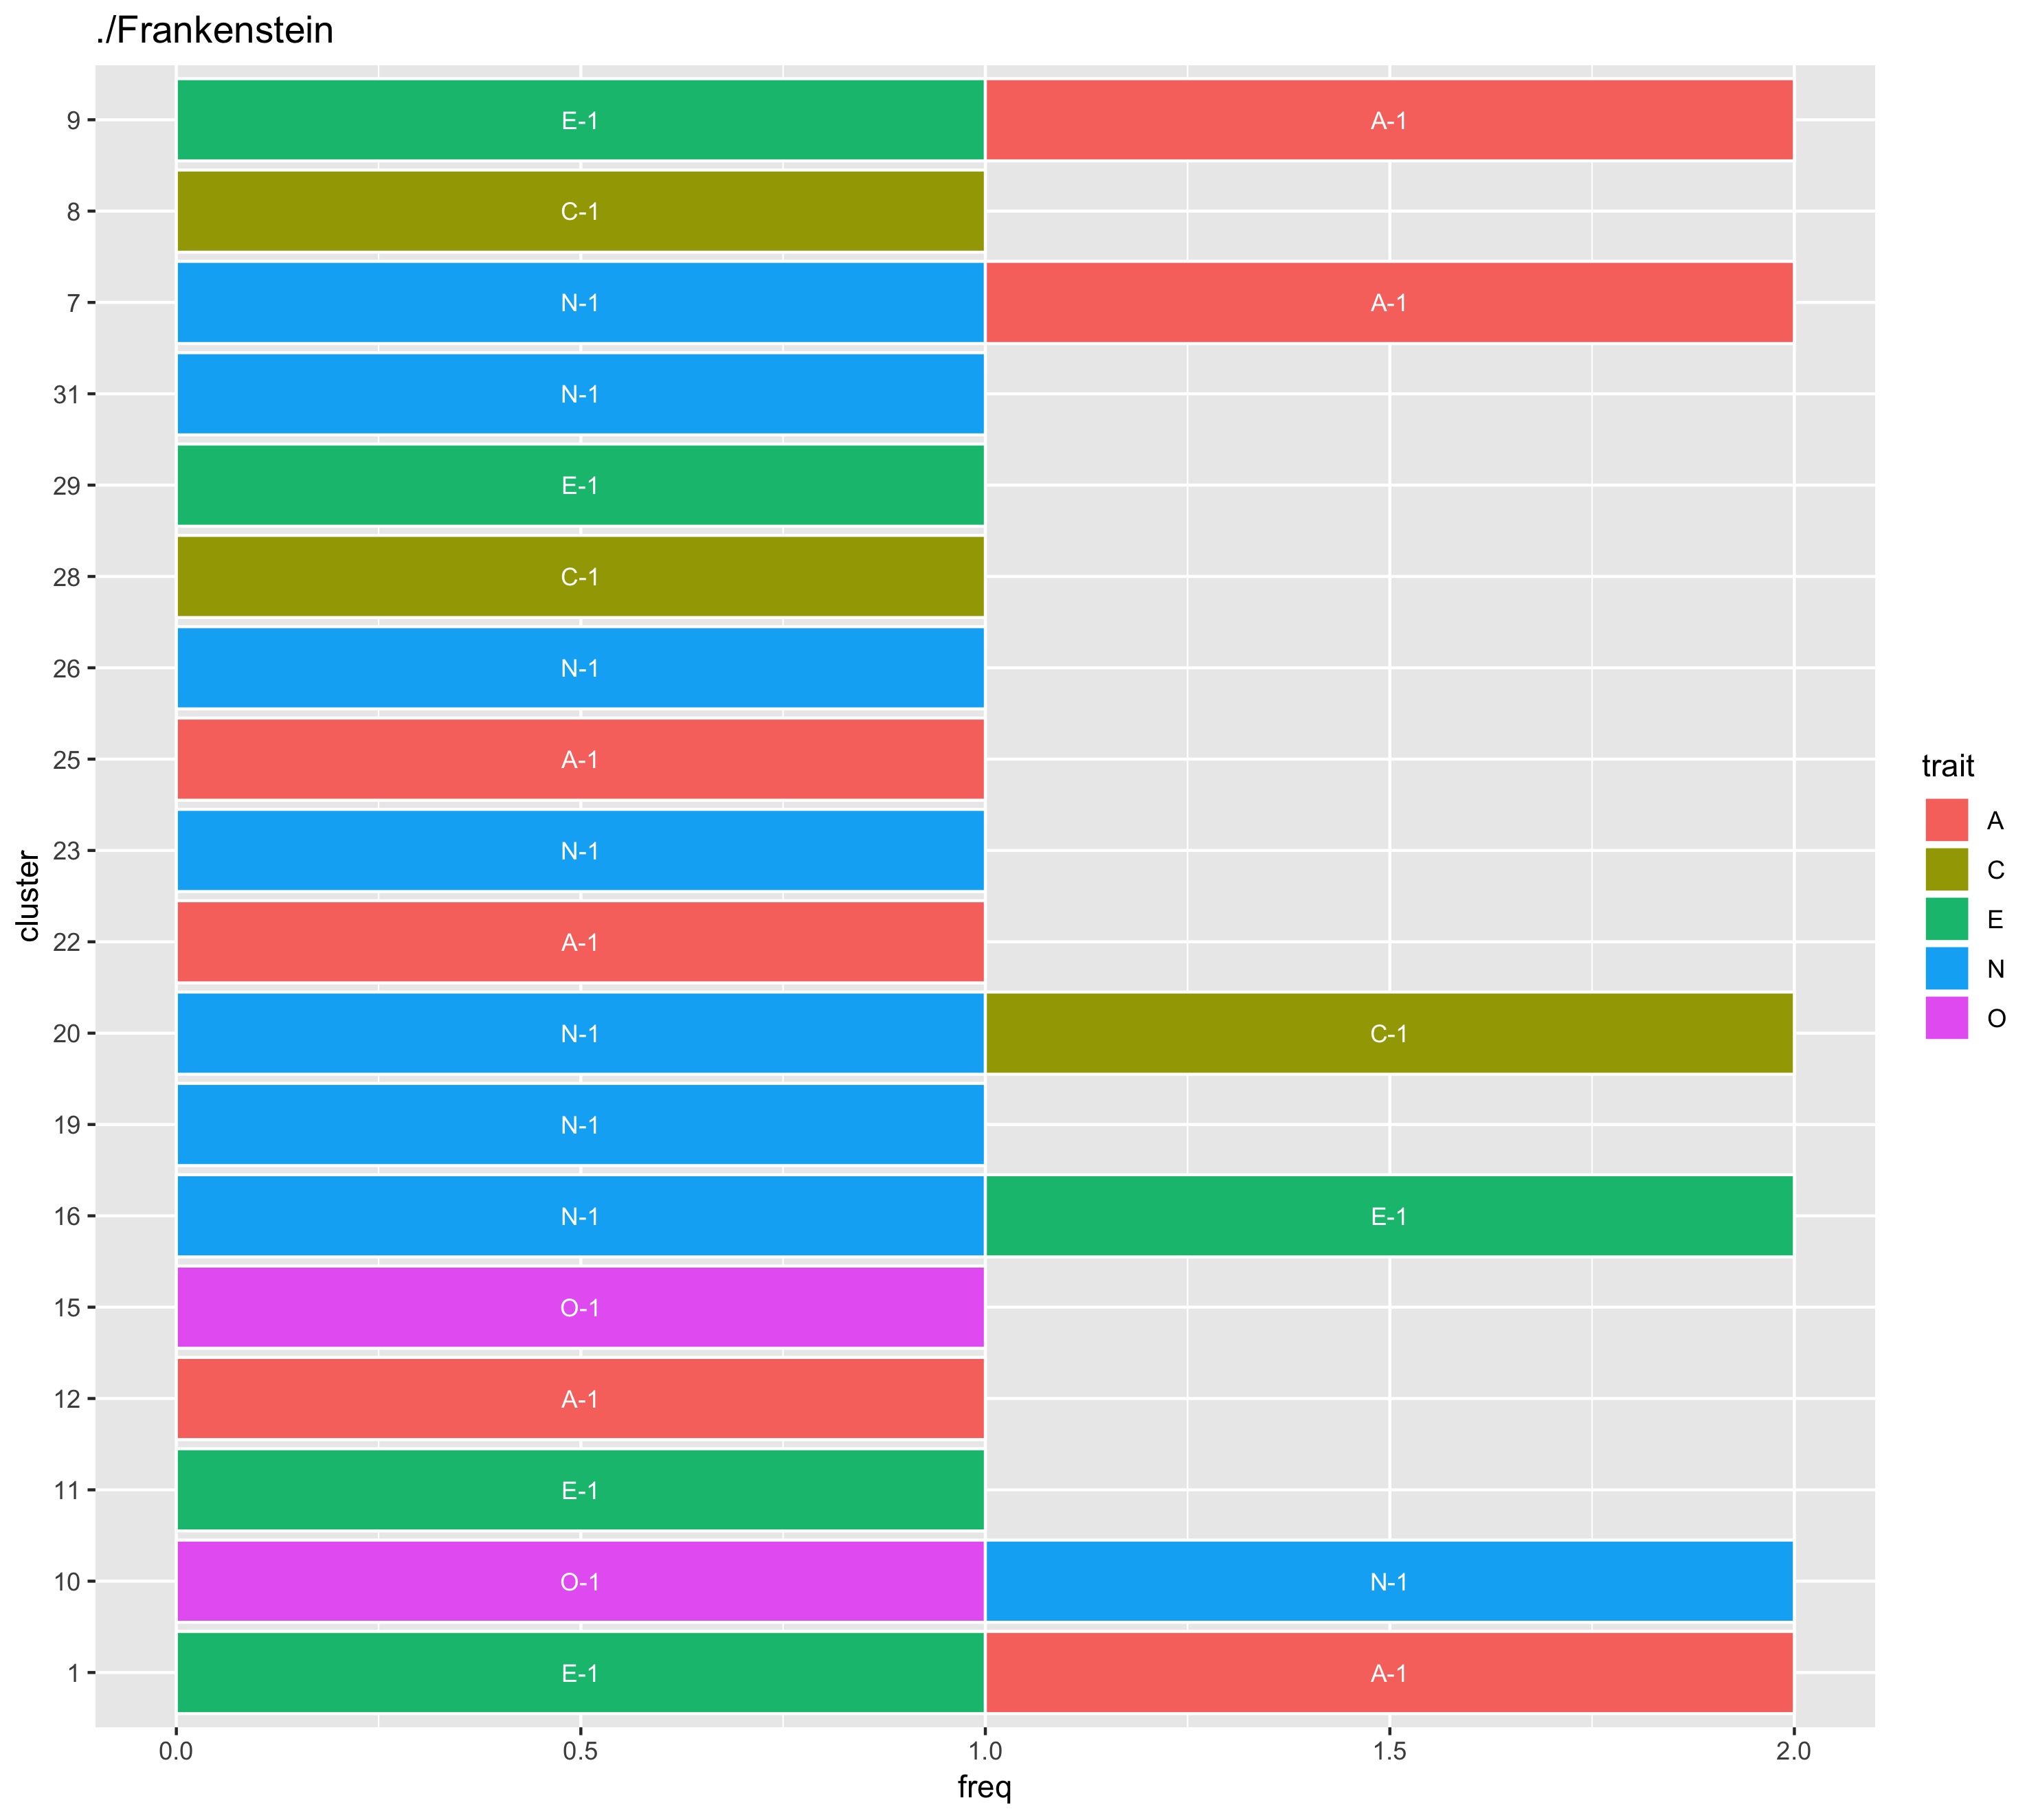 ./Frankenstein
9 E-1 A-1
8 C-1
7 N-1 A-1
31 N-1
29 E-1
28 C-1
26 N-1
25 A-1
23 N-1
22 A-1
20 N-1 C-1
19 N-1
16 N-1 E-1
15 O-1
12 A-1
11 E-1
10 O-1 N-1
1 E-1 A-1
0.0 0.5 1.0 1.5 2.0
freq
cluster
trait
A
C
E
N
O